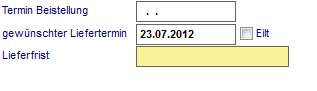 Termin Beistellung . .
gewünschter Liefertermin 23.07.2012 Eilt
Lieferfrist